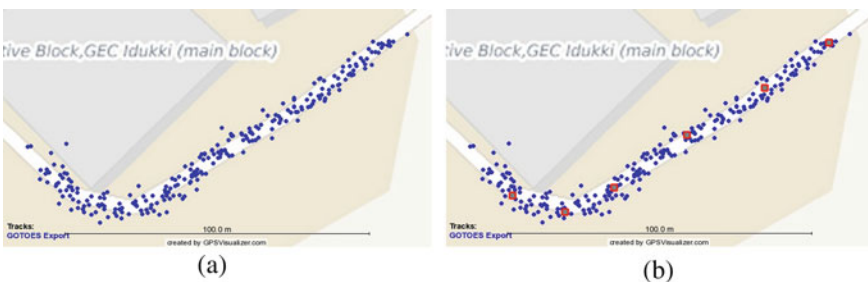 tive Block,GEC Idukki (main block)
Tracks:
GOTOES Export
100.0 m
created by GPSVisualizer.com
(a)
tive Block,GEC Idukki (main block)
Tracks:
GOTOES Export
100.0 m
created by GPSVisualizer.com
(b)